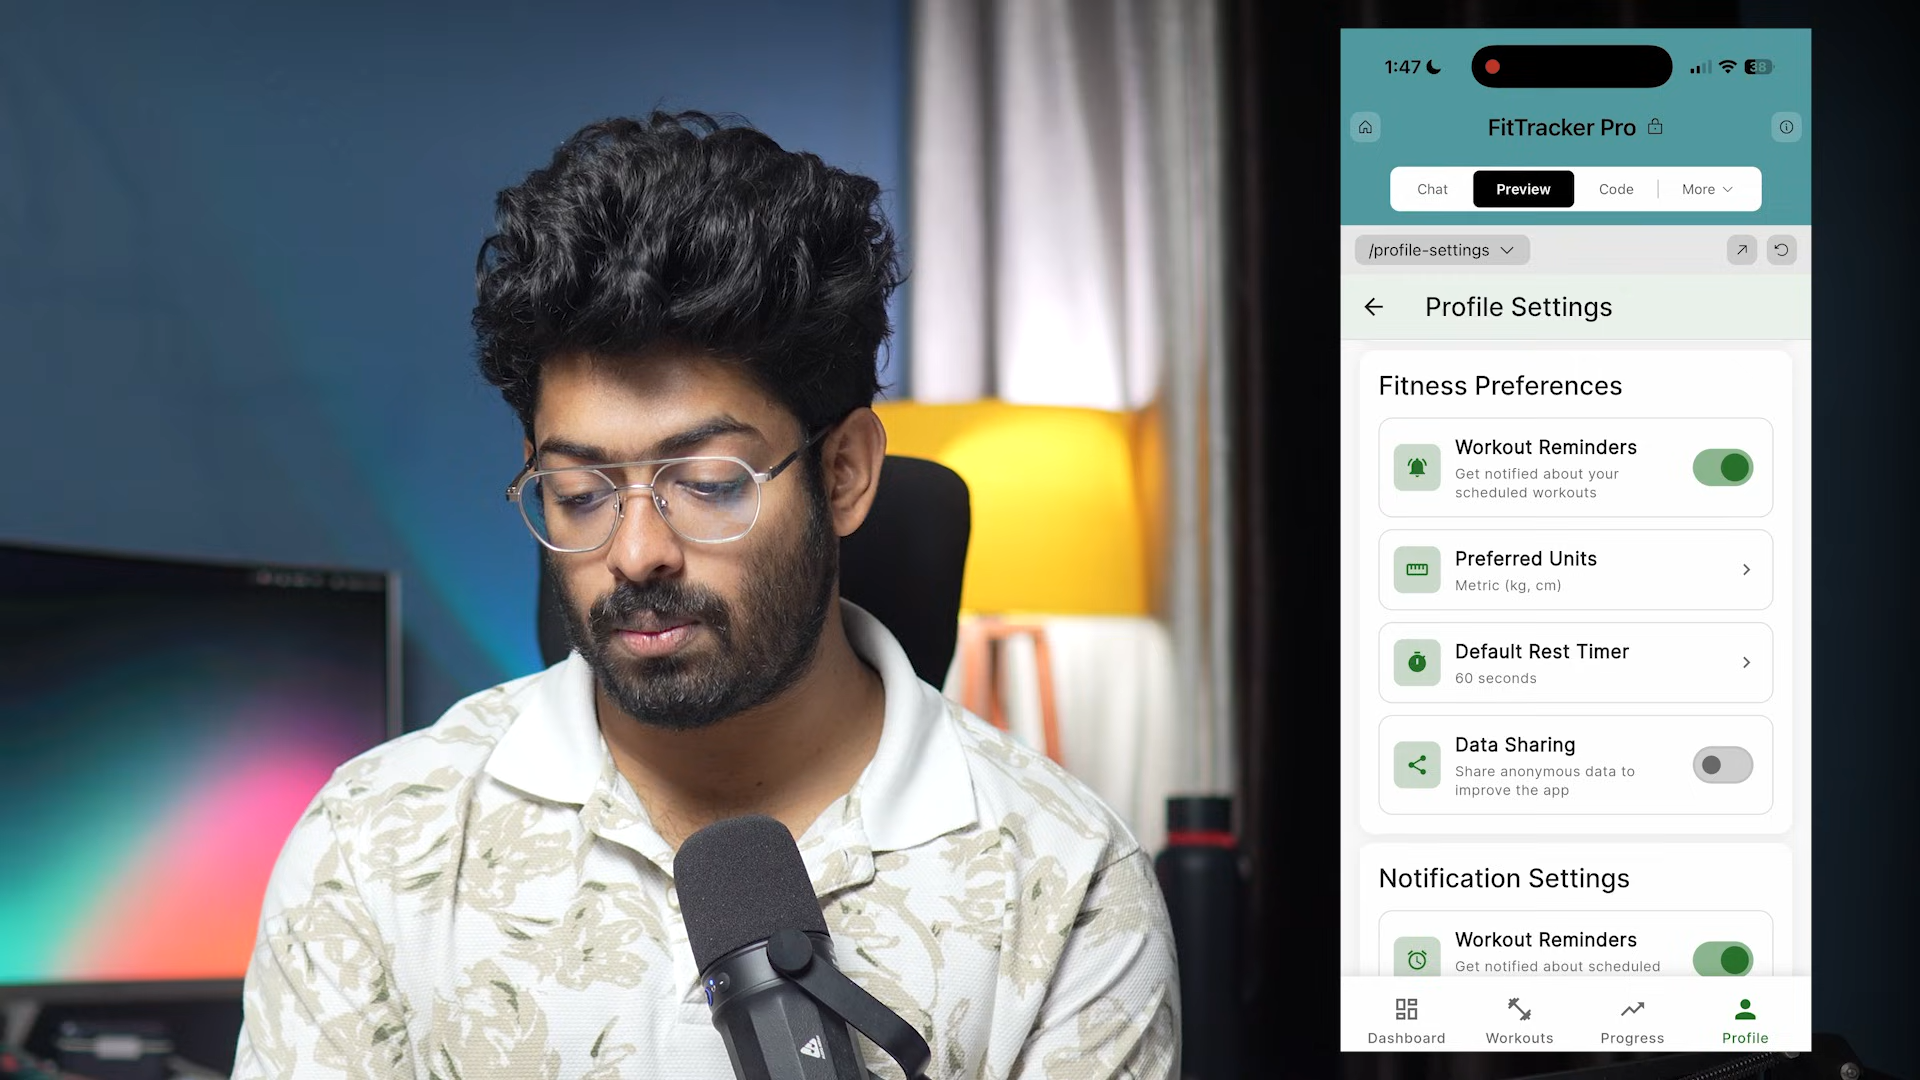 1:47
38
FitTracker Pro
Chat Preview Code More
/profile-settings
Profile Settings
Fitness Preferences
Workout Reminders
Get notified about your
scheduled workouts
Preferred Units
Metric (kg, cm)
Default Rest Timer
60 seconds
Data Sharing
Share anonymous data to
improve the app
Notification Settings
Workout Reminders
Get notified about scheduled
Dashboard Workouts Progress Profile